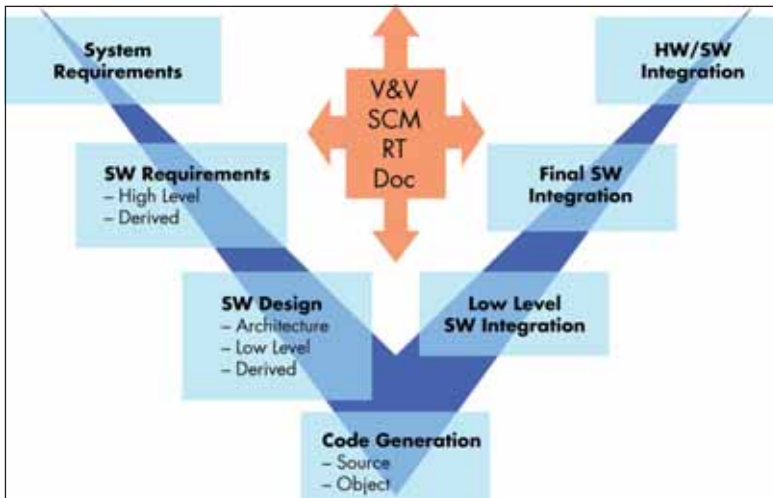 System
Requirements
HW/SW
Integration
V&V
SCM
RT
Doc
SW Requirements
– High Level
– Derived
Final SW
Integration
SW Design
– Architecture
– Low Level
– Derived
Low Level
SW Integration
Code Generation
– Source
– Object